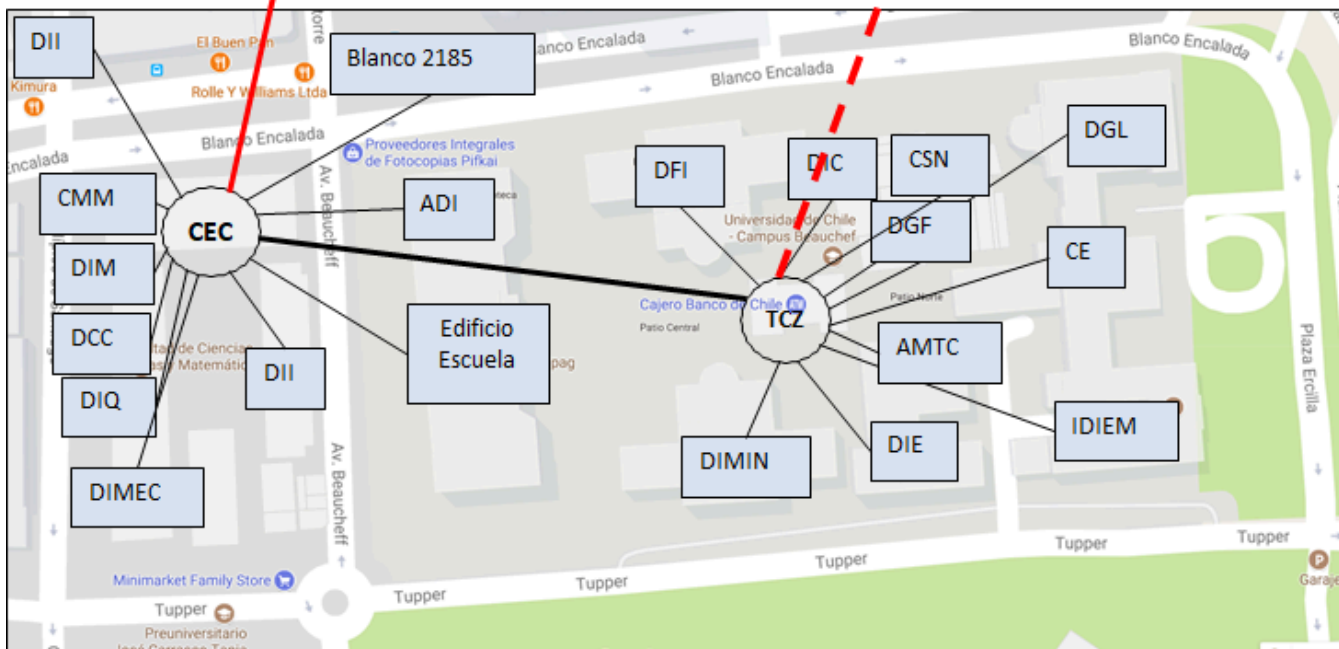 DII
El Buen Pan
Kimura
Rolle Y Williams Ltda
Blanco 2185
Blanco Encalada
Blanco Encalada
Blanco Encalada
Blanco Encalada
Encalada
Proveedores Integrales
de Fotocopias Pifkai
Av. Beaucheff
CMM
CEC
ADI
DIM
DCC
DIQ
DII
DIMEC
Edificio
Escuela
Av. Beaucheff
DFI
DIC
CSN
DGL
Universidad de Chile
- Campus Beauchef
DGF
CE
Cajero Banco de Chile
TCZ
Patio Norte
Patio Central
AMTC
IDIEM
DIE
DIMIN
Plaza Ercilla
Tupper
Tupper
Tupper
Tupper
Tupper
Tupper
Minimarket Family Store
Preuniversitario
Garaje